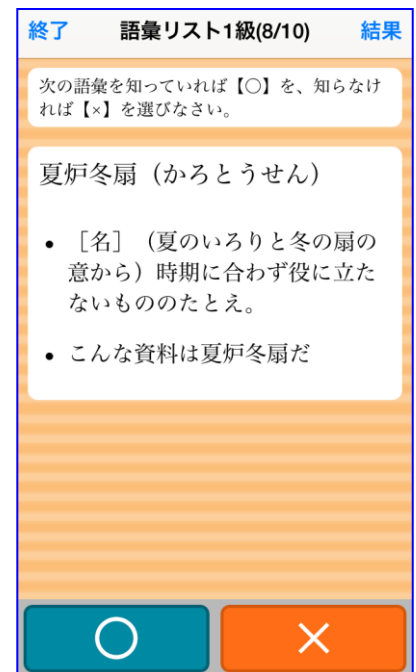 終了 語彙リスト1級(8/10) 結果
次の語彙を知っていれば【○】を、知らなけ
れば【×】を選びなさい。
夏炉冬扇（かろとうせん）
• ［名］（夏のいろりと冬の扇の
意から）時期に合わず役に立た
ないもののたとえ。
• こんな資料は夏炉冬扇だ
○ ×